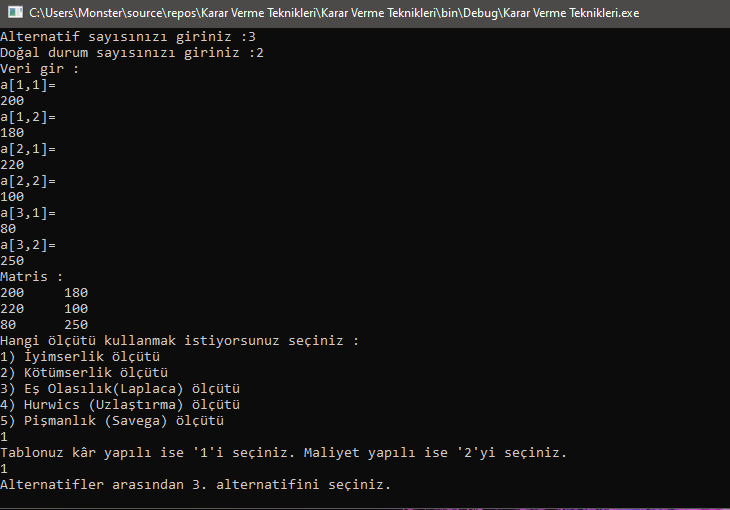 C:\Users\Monster\source\repos\Karar Verme Teknikleri\Karar Verme Teknikleri\bin\Debug\Karar Verme Teknikleri.exe
Alternatif sayısınızı giriniz :3
Doğal durum sayısınızı giriniz :2
Veri gir :
a[1,1]=
200
a[1,2]=
180
a[2,1]=
220
a[2,2]=
100
a[3,1]=
80
a[3,2]=
250
Matris :
200 180
220 100
80 250
Hangi ölçütü kullanmak istiyorsunuz seçiniz :
1) İyimserlik ölçütü
2) Kötümserlik ölçütü
3) Eş Olasılık(Laplaca) ölçütü
4) Hurwics (Uzlaştırma) ölçütü
5) Pişmanlık (Savega) ölçütü
1
Tablonuz kâr yapılı ise '1'i seçiniz. Maliyet yapılı ise '2'yi seçiniz.
1
Alternatifler arasından 3. alternatifini seçiniz.